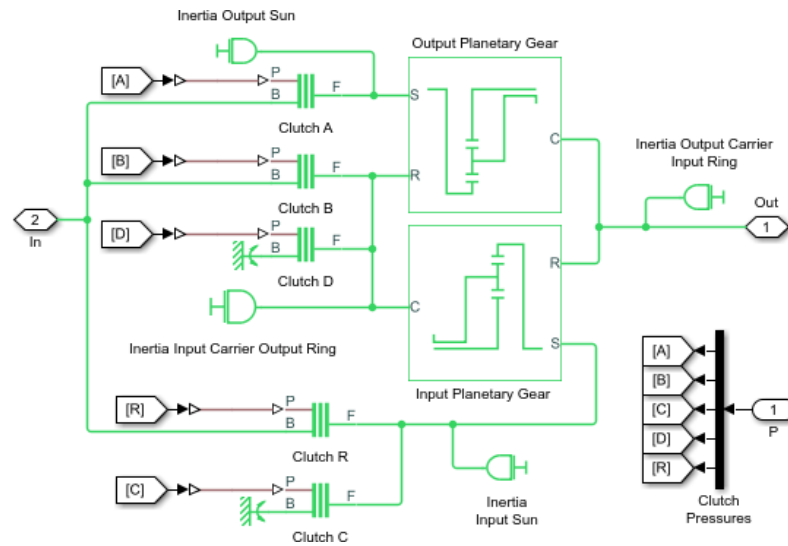 Inertia Output Sun
Output Planetary Gear
[A]
P
B
F
S
Clutch A
C
Inertia Output Carrier
Input Ring
[B]
P
B
F
R
Clutch B
2
In
Out
1
[D]
P
B
F
Clutch D
R
C
Inertia Input Carrier Output Ring
S
Input Planetary Gear
[A]
[B]
[C]
[D]
[R]
1
P
Clutch
Pressures
[R]
P
B
F
Clutch R
[C]
P
B
F
Clutch C
Inertia
Input Sun